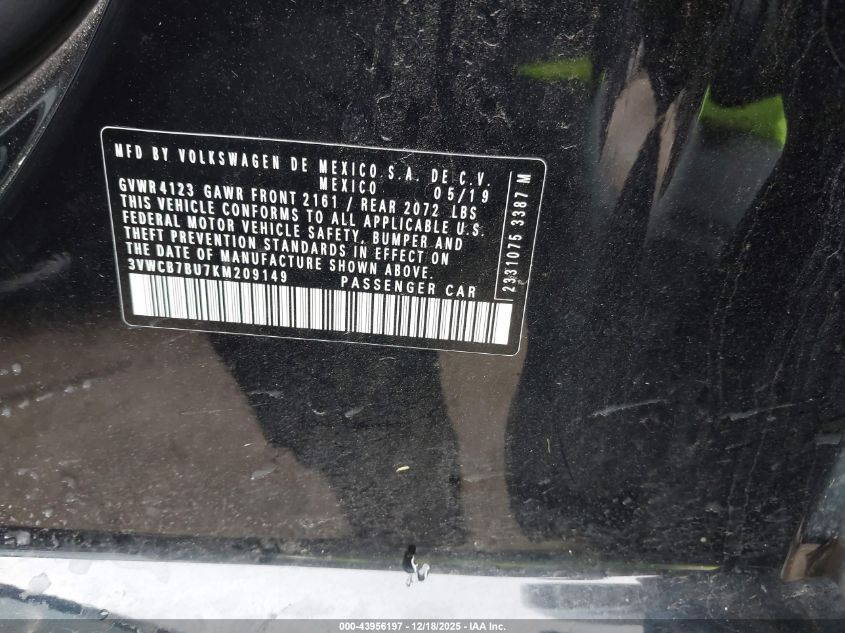 MFD BY VOLKSWAGEN DE MEXICO S.A. DE C.V.
MEXICO 05/19
GVWR 4123 GAWR FRONT 2161 / REAR 2072 LBS
THIS VEHICLE CONFORMS TO ALL APPLICABLE U.S.
FEDERAL MOTOR VEHICLE SAFETY, BUMPER AND
THEFT PREVENTION STANDARDS IN EFFECT ON
THE DATE OF MANUFACTURE SHOWN ABOVE.
3VWCB7BU7KM209149 PASSENGER CAR
2331075 3387 M
000-43956197 - 12/18/2025 - IAA Inc.